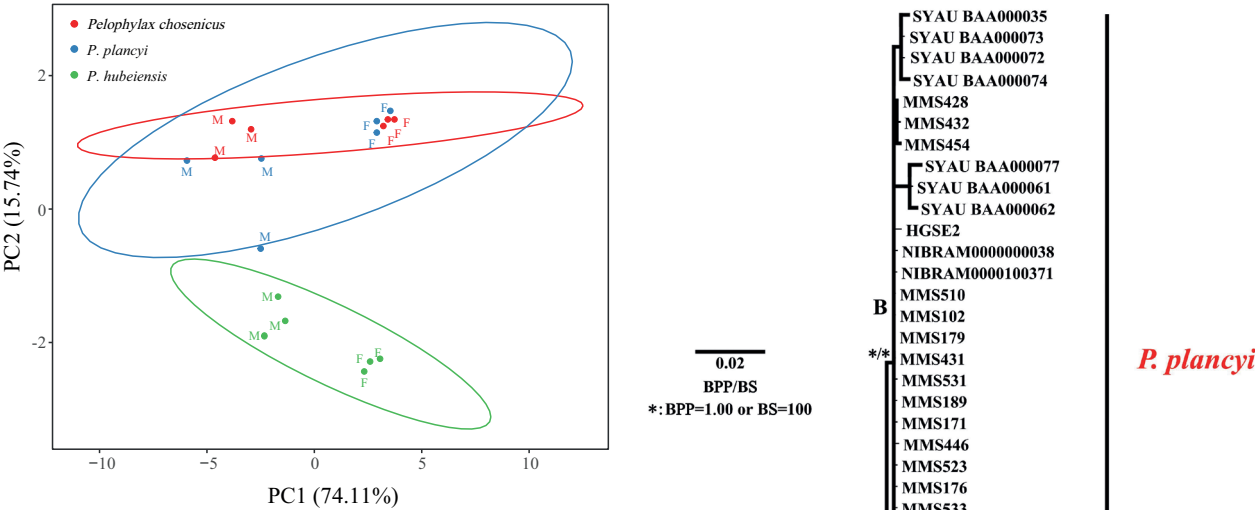 Pelophylax chosenicus
P. plancyi
P. hubeiensis
2
0
-2
PC2 (15.74%)
M
M
M
F
F
F
M
M
M
F
F
F
M
M
M
F
F
F
−10
−5
0
5
10
PC1 (74.11%)
SYAU BAA000035
SYAU BAA000073
SYAU BAA000072
SYAU BAA000074
MMS428
MMS432
MMS454
SYAU BAA000077
SYAU BAA000061
SYAU BAA000062
HGSE2
NIBRAM0000000038
NIBRAM0000100371
MMS510
B
MMS102
MMS179
*/*
MMS431
MMS531
MMS189
MMS171
MMS446
MMS523
MMS176
MMS533
0.02
BPP/BS
*:BPP=1.00 or BS=100
P. plancyi